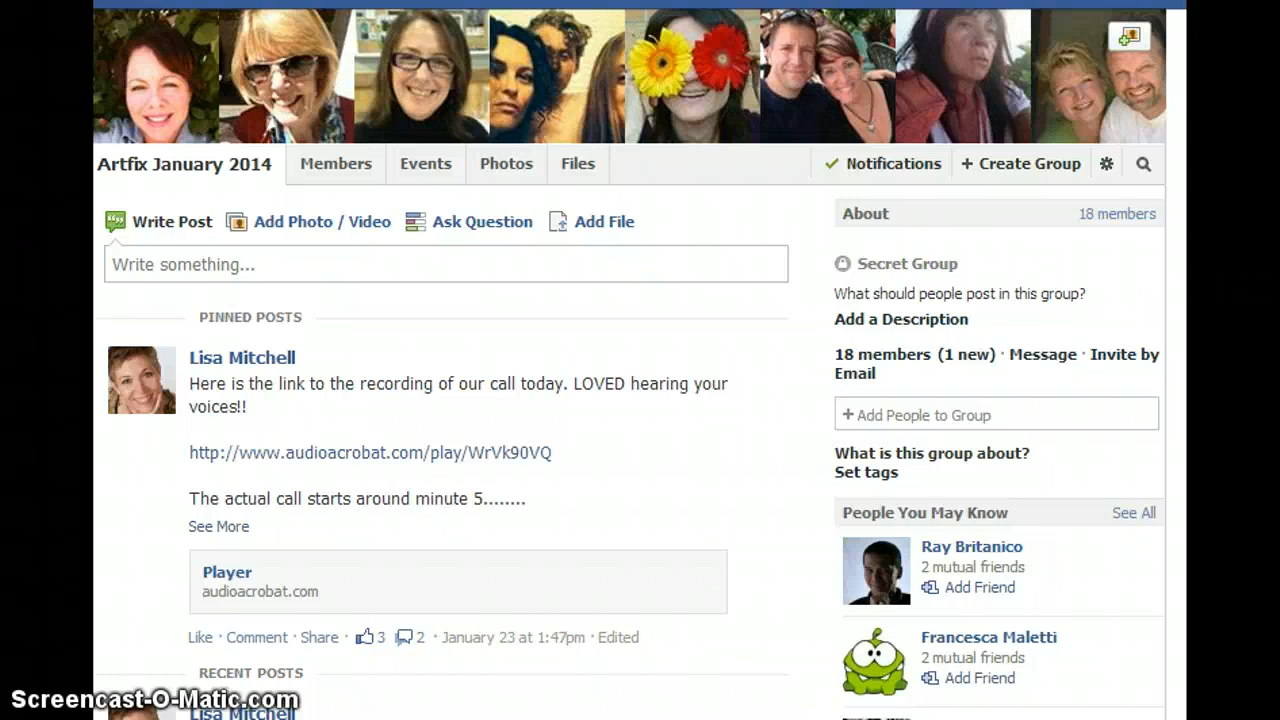 Artfix January 2014 Members Events Photos Files Notifications + Create Group
Write Post Add Photo / Video Ask Question Add File
Write something...
PINNED POSTS
Lisa Mitchell
Here is the link to the recording of our call today. LOVED hearing your
voices!!
http://www.audioacrobat.com/play/WrVk90VQ
The actual call starts around minute 5........
See More
Player
audioacrobat.com
Like · Comment · Share · 3 2 · January 23 at 1:47pm · Edited
RECENT POSTS
Lisa Mitchell
About 18 members
Secret Group
What should people post in this group?
Add a Description
18 members (1 new) · Message · Invite by
Email
+ Add People to Group
What is this group about?
Set tags
People You May Know See All
Ray Britanico
2 mutual friends
Add Friend
Francesca Maletti
2 mutual friends
Add Friend
Screencast-O-Matic.com